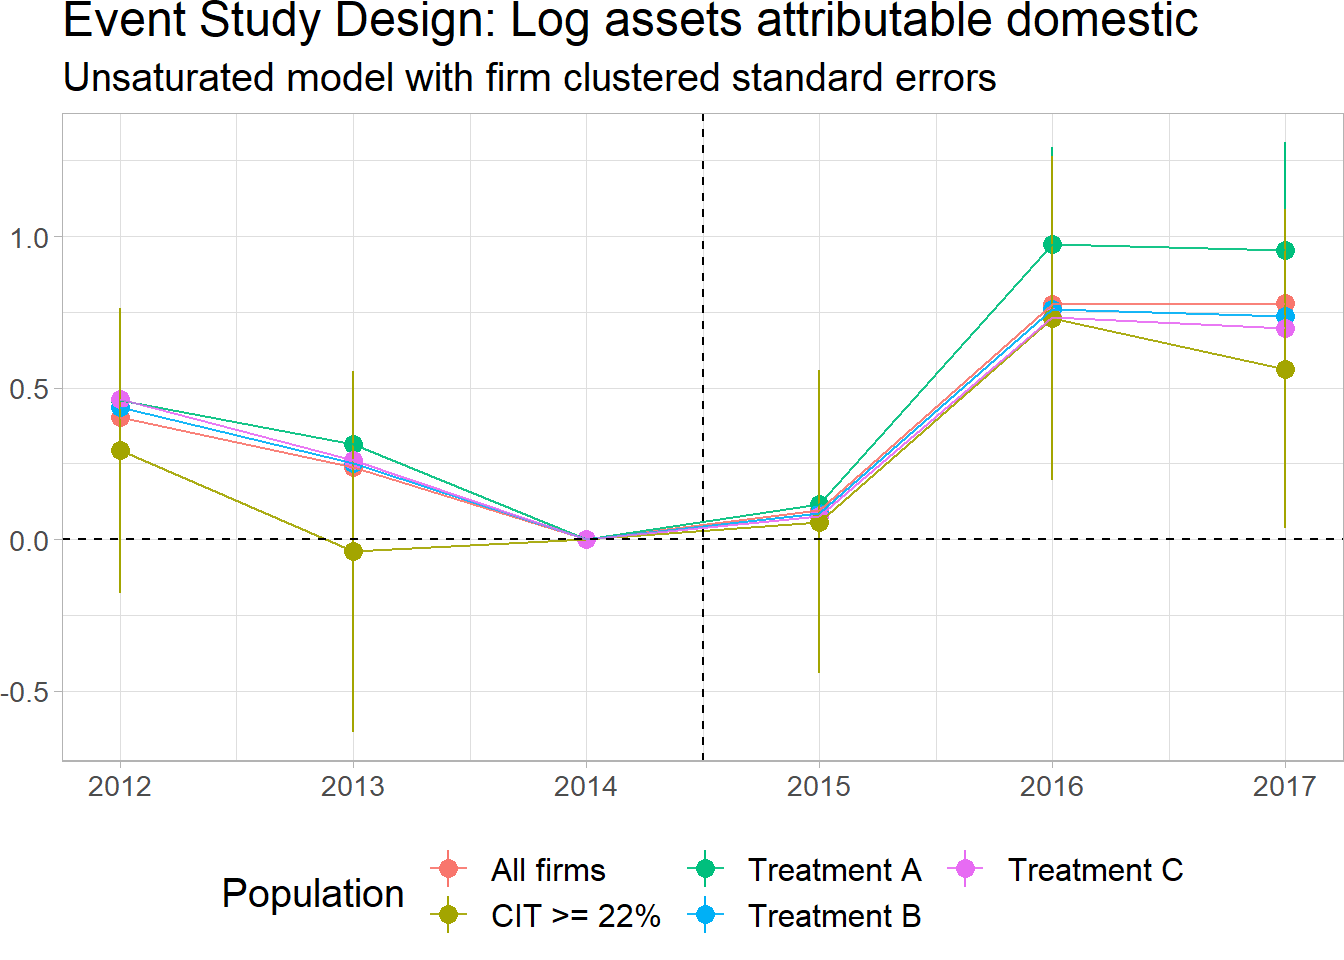 Event Study Design: Log assets attributable domestic
Unsaturated model with firm clustered standard errors
1.0
0.5
0.0
-0.5
2012 2013 2014 2015 2016 2017
Population
All firms Treatment A Treatment C
CIT >= 22% Treatment B